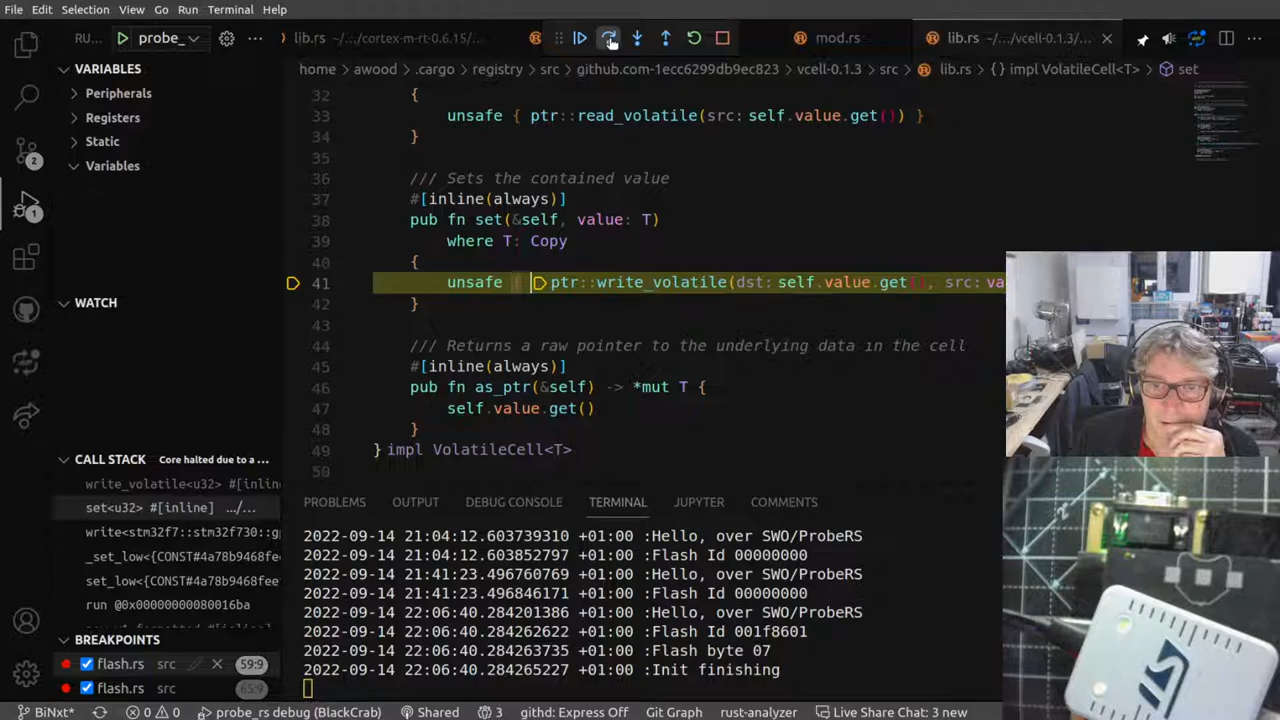 File Edit Selection View Go Run Terminal Help
RU... probe_ ... lib.rs ~/.../cortex-m-rt-0.6.15/ mod.rs lib.rs ~/.../vcell-0.1.3/
VARIABLES
Peripherals
Registers
Static
Variables
WATCH
CALL STACK Core halted due to a ...
write_volatile<u32> #[inlin
set<u32> #[inline] .../...
write<stm32f7::stm32f730::g
_set_low<{CONST#4a78b9468fee
set_low<{CONST#4a78b9468feef
run @0x00000000080016ba
BREAKPOINTS
flash.rs src 59:9
flash.rs src 65:9
home > awood > .cargo > registry > src > github.com-1ecc6299db9ec823 > vcell-0.1.3 > src > lib.rs > {} impl VolatileCell<T> > set
32 {
33 unsafe { ptr::read_volatile(src: self.value.get()) }
34 }
35
36 /// Sets the contained value
37 #[inline(always)]
38 pub fn set(&self, value: T)
39 where T: Copy
40 {
41 unsafe { ptr::write_volatile(dst: self.value.get(), src: va
42 }
43
44 /// Returns a raw pointer to the underlying data in the cell
45 #[inline(always)]
46 pub fn as_ptr(&self) -> *mut T {
47 self.value.get()
48 }
49 } impl VolatileCell<T>
50
PROBLEMS OUTPUT DEBUG CONSOLE TERMINAL JUPYTER COMMENTS
2022-09-14 21:04:12.603739310 +01:00 :Hello, over SWO/ProbeRS
2022-09-14 21:04:12.603852797 +01:00 :Flash Id 00000000
2022-09-14 21:41:23.496760769 +01:00 :Hello, over SWO/ProbeRS
2022-09-14 21:41:23.496846171 +01:00 :Flash Id 00000000
2022-09-14 22:06:40.284201386 +01:00 :Hello, over SWO/ProbeRS
2022-09-14 22:06:40.284262622 +01:00 :Flash Id 001f8601
2022-09-14 22:06:40.284263735 +01:00 :Flash byte 07
2022-09-14 22:06:40.284265227 +01:00 :Init finishing
BiNxt* 0 0 probe_rs debug (BlackCrab) Shared 3 githd: Express Off Git Graph rust-analyzer Live Share Chat: 3 new